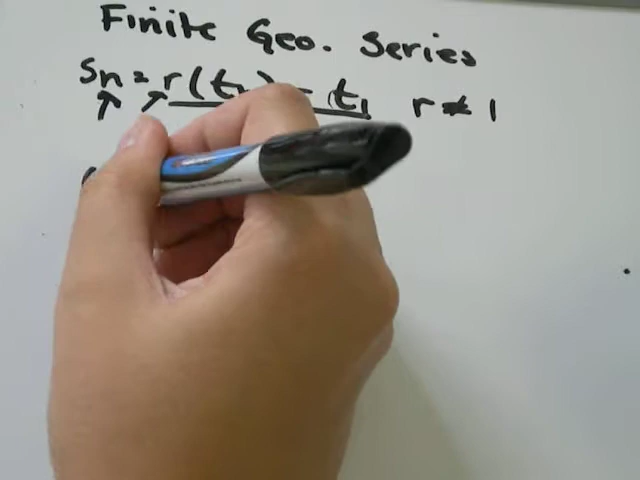 Finite Geo. Series
Sn = r(t ) - t1 r ≠ 1